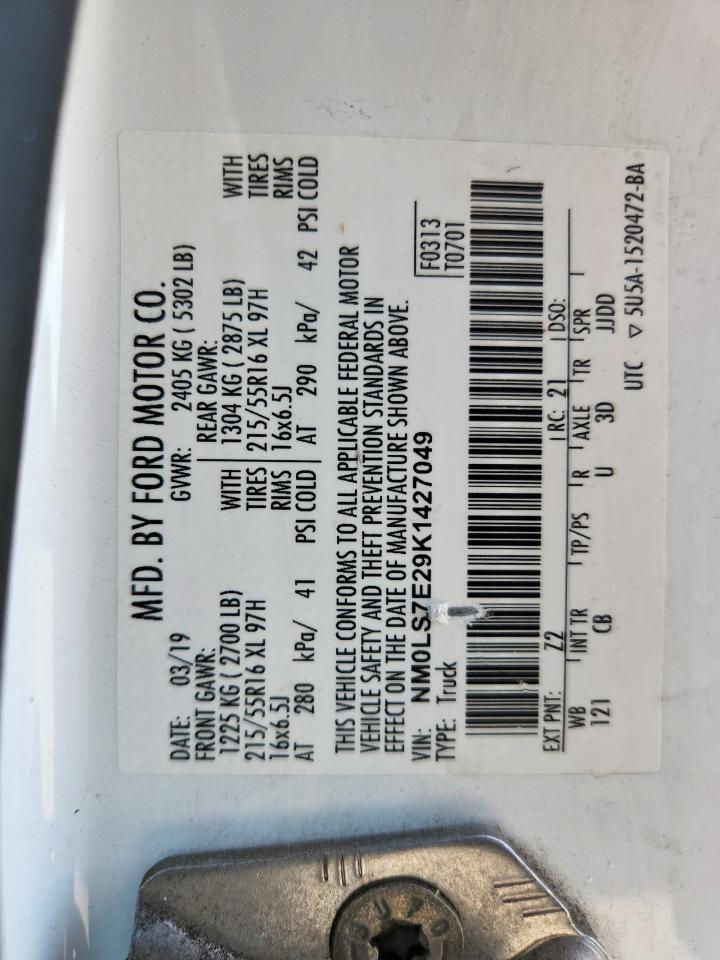 MFD. BY FORD MOTOR CO.
DATE: 03/19 GVWR: 2405 KG ( 5302 LB)
FRONT GAWR: REAR GAWR:
1225 KG ( 2700 LB) WITH 1304 KG ( 2875 LB) WITH
215/55R16 XL 97H TIRES 215/55R16 XL 97H TIRES
16x6.5J RIMS 16x6.5J RIMS
AT 280 kPa/ 41 PSI COLD AT 290 kPa/ 42 PSI COLD
THIS VEHICLE CONFORMS TO ALL APPLICABLE FEDERAL MOTOR
VEHICLE SAFETY AND THEFT PREVENTION STANDARDS IN
EFFECT ON THE DATE OF MANUFACTURE SHOWN ABOVE.
VIN: NM0LS7E29K1427049 F0313
TYPE: Truck T0701
EXT PNT: Z2 RC: 21 DSO:
WB INT TR TP/PS R AXLE TR SPR
121 CB U 3D JJDD
UTC ▽ 5U5A-1520472-BA